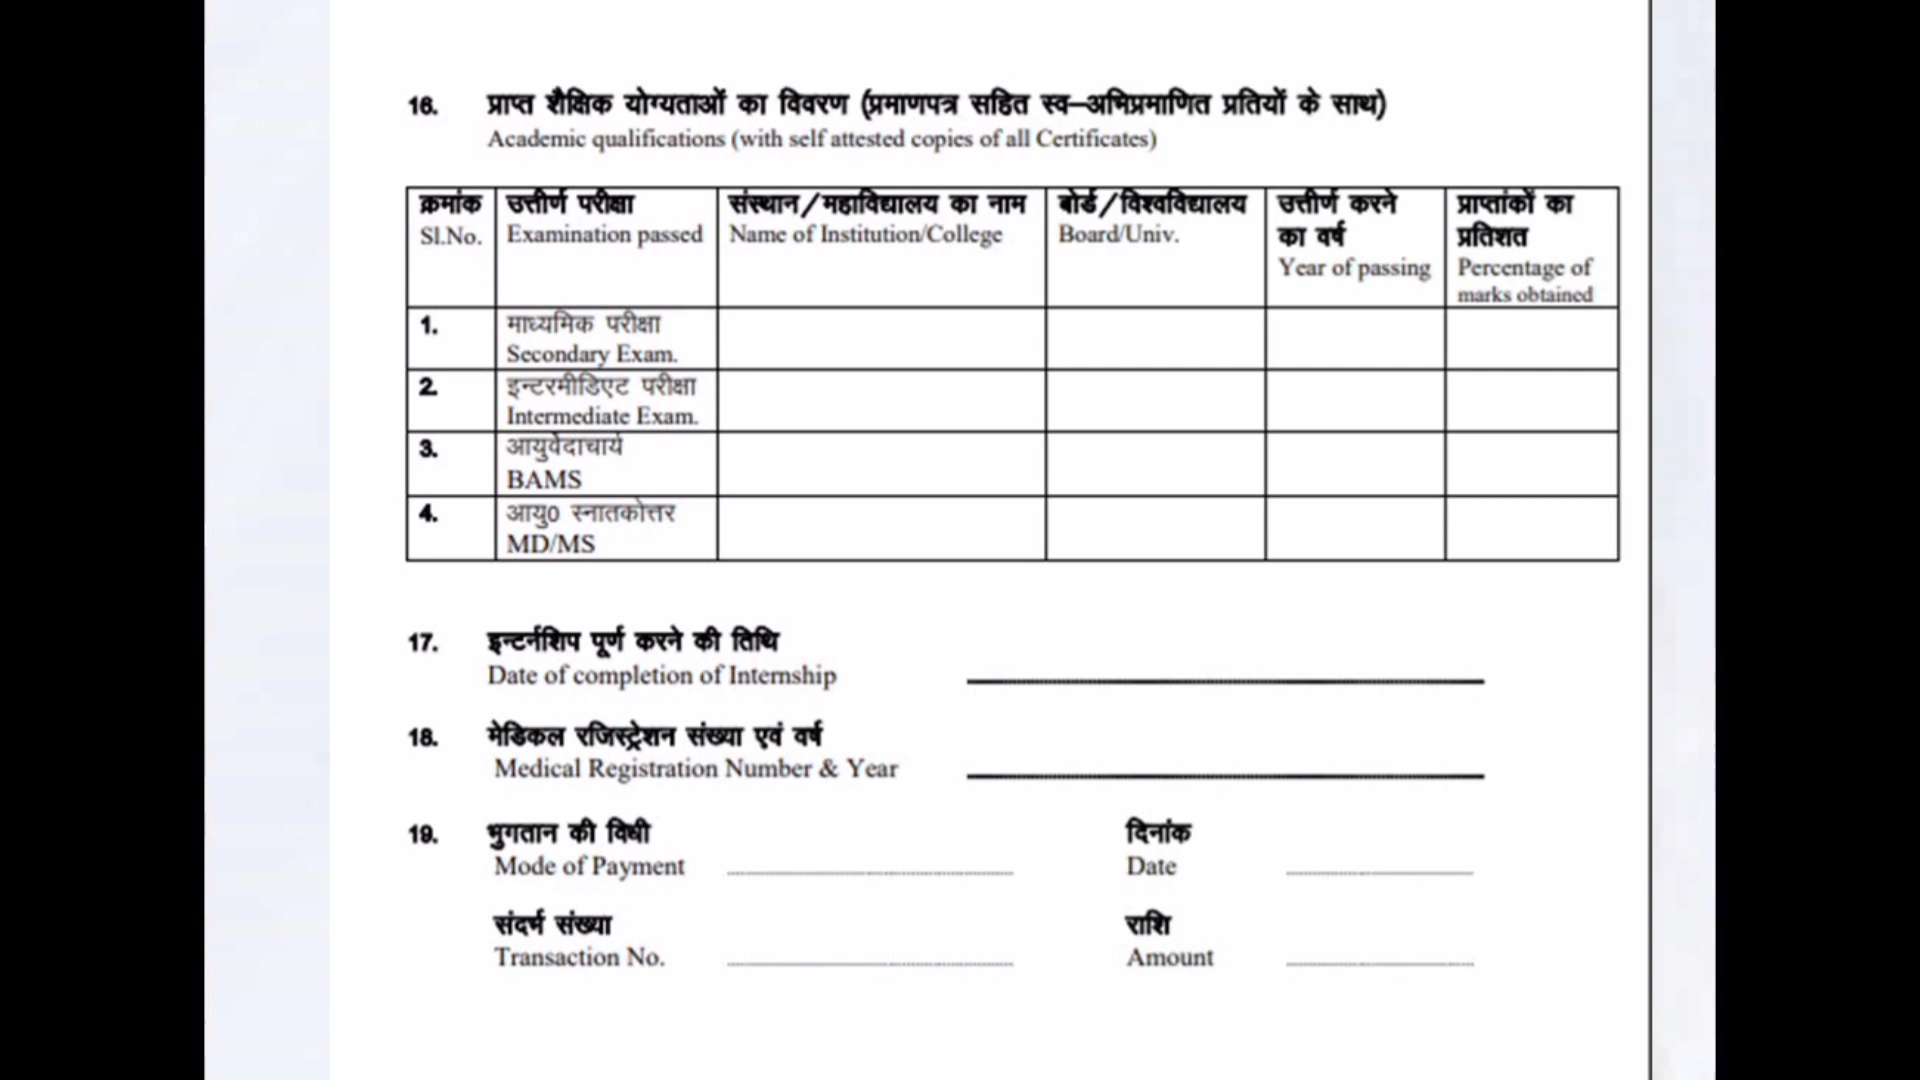 16. प्राप्त शैक्षिक योग्यताओं का विवरण (प्रमाणपत्र सहित स्व–अभिप्रमाणित प्रतियों के साथ)
Academic qualifications (with self attested copies of all Certificates)
क्रमांक
Sl.No.
उत्तीर्ण परीक्षा
Examination passed
संस्थान/महाविद्यालय का नाम
Name of Institution/College
बोर्ड/विश्वविद्यालय
Board/Univ.
उत्तीर्ण करने
का वर्ष
Year of passing
प्राप्तांकों का
प्रतिशत
Percentage of
marks obtained
1. माध्यमिक परीक्षा
Secondary Exam.
2. इन्टरमीडिएट परीक्षा
Intermediate Exam.
3. आयुर्वेदाचार्य
BAMS
4. आयु0 स्नातकोत्तर
MD/MS
17. इन्टर्नशिप पूर्ण करने की तिथि
Date of completion of Internship
18. मेडिकल रजिस्ट्रेशन संख्या एवं वर्ष
Medical Registration Number & Year
19. भुगतान की विधी दिनांक
Mode of Payment Date
संदर्भ संख्या राशि
Transaction No. Amount